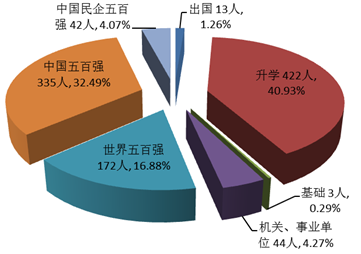 中国民企五百
强 42人, 4.07%
出国 13人,
1.26%
升学 422人,
40.93%
中国五百强
335人, 32.49%
世界五百强
172人, 16.88%
基础 3人,
0.29%
机关、事业单
位 44人, 4.27%